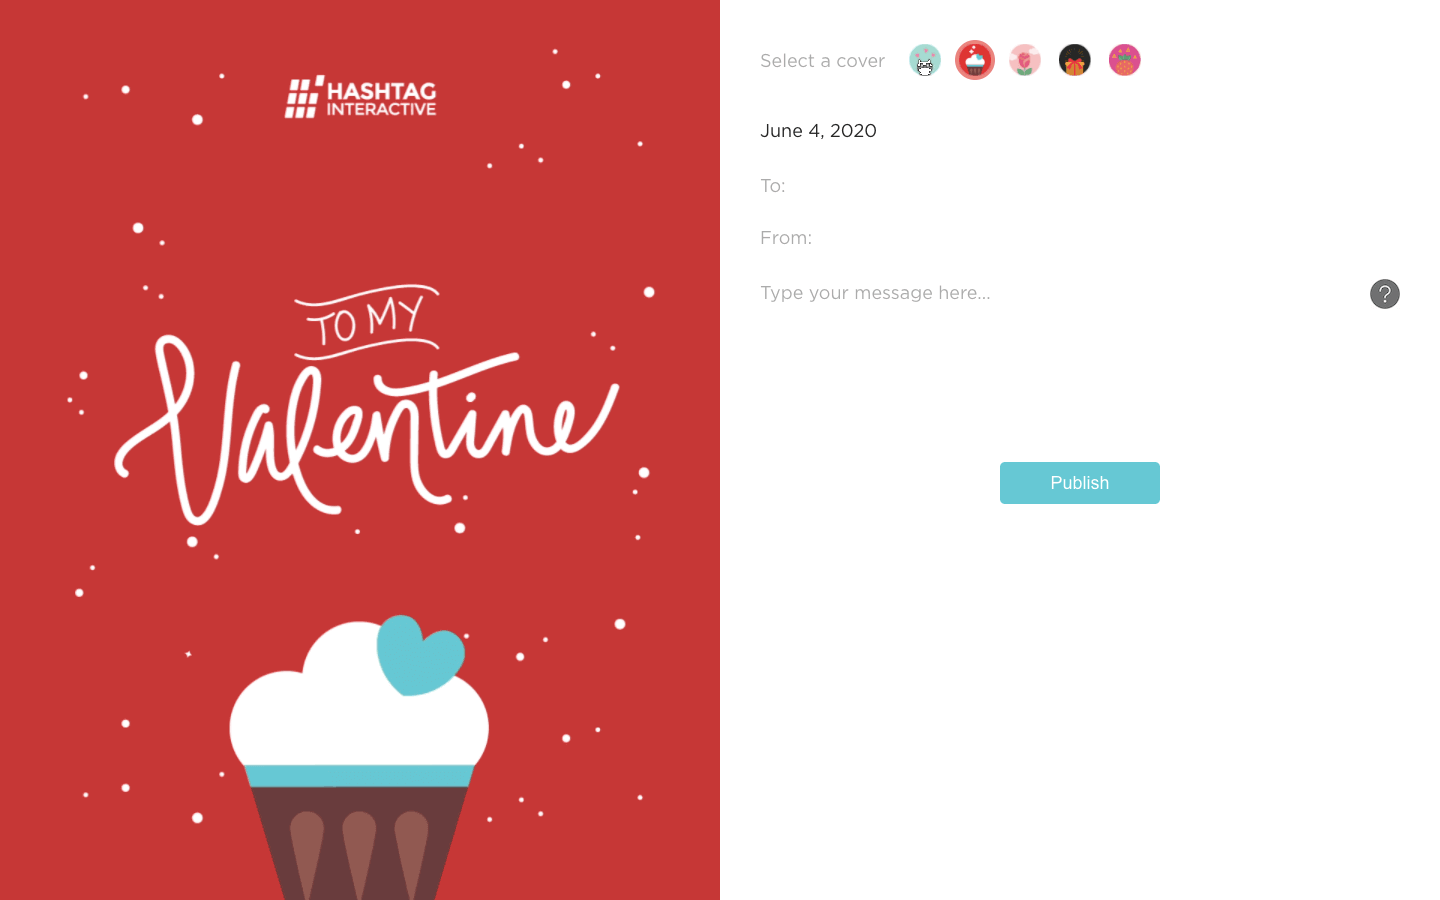 HASHTAG
INTERACTIVE
TO MY
Valentine
Select a cover
June 4, 2020
To:
From:
Type your message here...
?
Publish